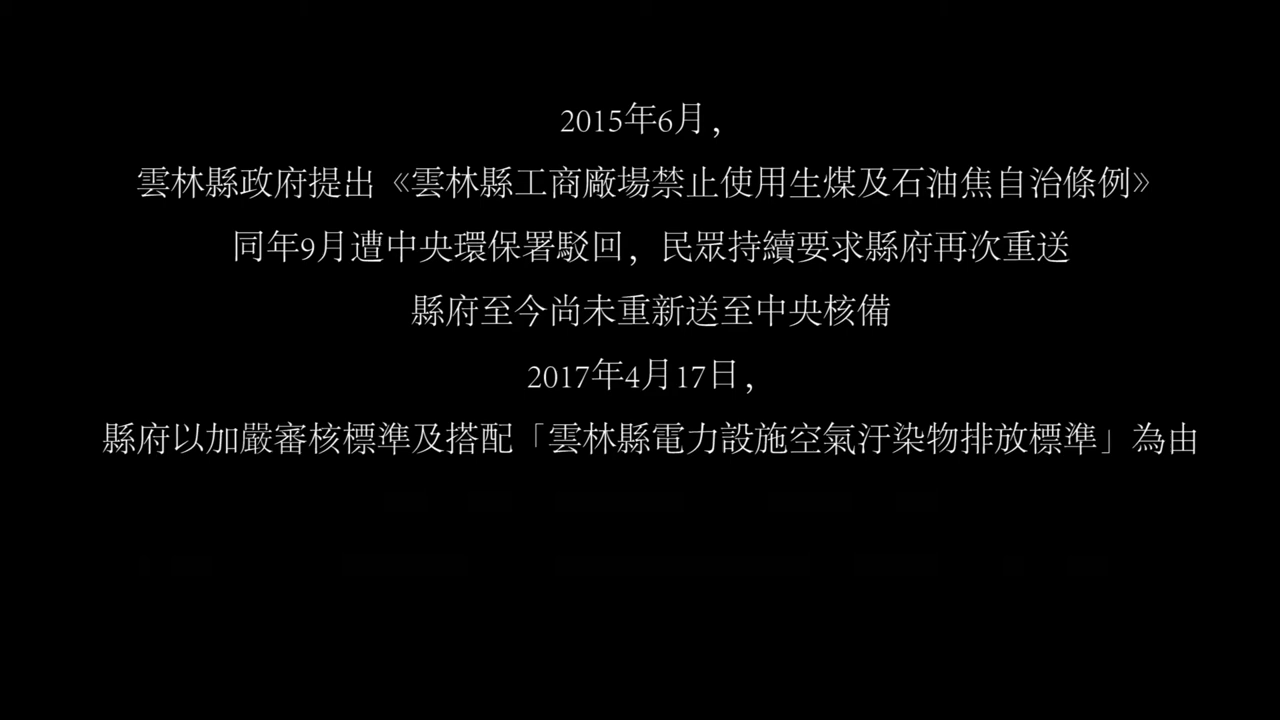 2015年6月，
雲林縣政府提出《雲林縣工商廠場禁止使用生煤及石油焦自治條例》
同年9月遭中央環保署駁回，民眾持續要求縣府再次重送
縣府至今尚未重新送至中央核備
2017年4月17日，
縣府以加嚴審核標準及搭配「雲林縣電力設施空氣汙染物排放標準」為由